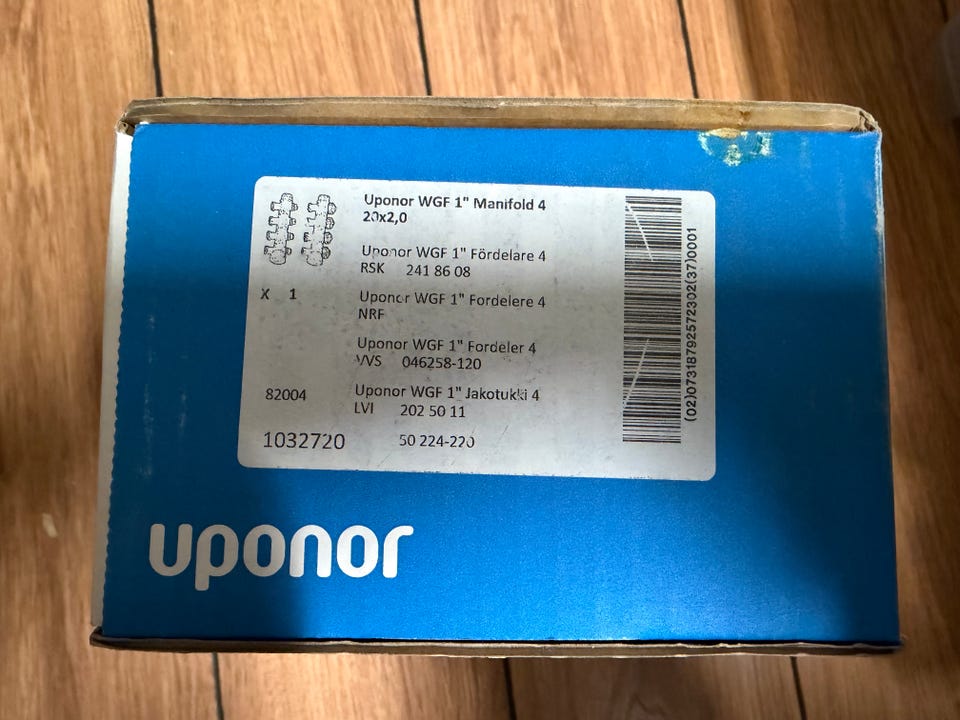 Uponor WGF 1" Manifold 4
20x2,0
Uponor WGF 1" Fördelare 4
RSK 241 86 08
X 1
Uponor WGF 1" Fordelere 4
NRF
Uponor WGF 1" Fordeler 4
VVS 046258-120
82004
Uponor WGF 1" Jakotukki 4
LVI 202 50 11
1032720
50 224-220
(02)07318792572302(37)0001
uponor